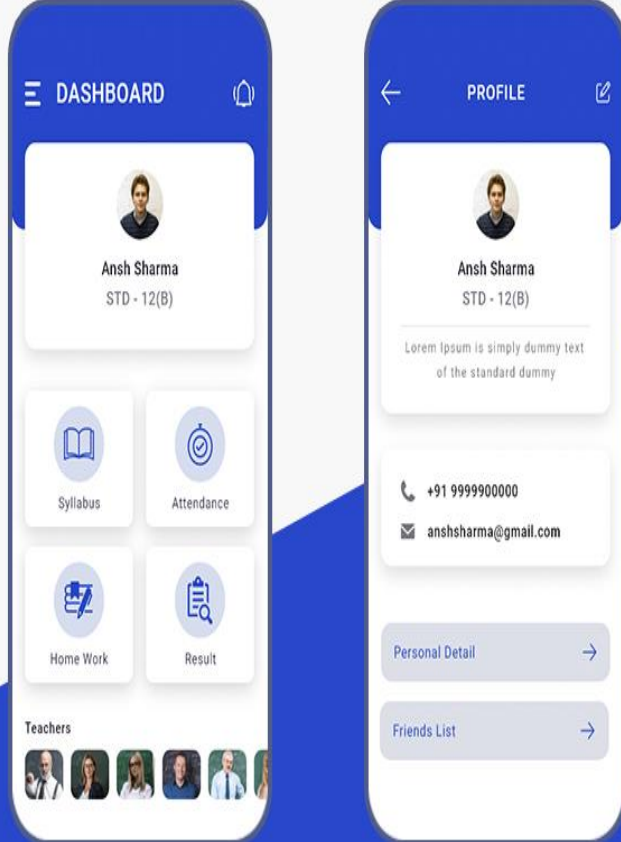 DASHBOARD
Ansh Sharma
STD - 12(B)
Syllabus
Attendance
Home Work
Result
Teachers
PROFILE
Ansh Sharma
STD - 12(B)
Lorem Ipsum is simply dummy text
of the standard dummy
+91 9999900000
anshsharma@gmail.com
Personal Detail
Friends List